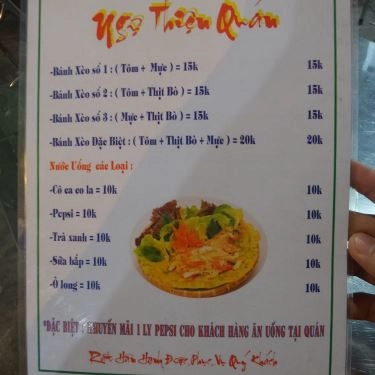 Ngộ Thiện Quán
-Bánh Xèo số 1 : ( Tôm + Mực ) = 15k 15k
-Bánh Xèo số 2 : ( Tôm + Thịt Bò ) = 15k 15k
-Bánh Xèo số 3 : ( Mực + Thịt Bò ) = 15k 15k
-Bánh Xèo Đặc Biệt : ( Tôm + Thịt Bò + Mực ) = 20k 20k
Nước Uống các Loại :
-Cô ca co la = 10k 10k
-Pepsi = 10k 10k
-Trà xanh = 10k 10k
-Sữa bắp = 10k 10k
-Ô long = 10k 10k
*ĐẶC BIỆT : KHUYẾN MÃI 1 LY PEPSI CHO KHÁCH HÀNG ĂN UỐNG TẠI QUÁN
Rất Hân Hạnh Được Phục Vụ Quý Khách